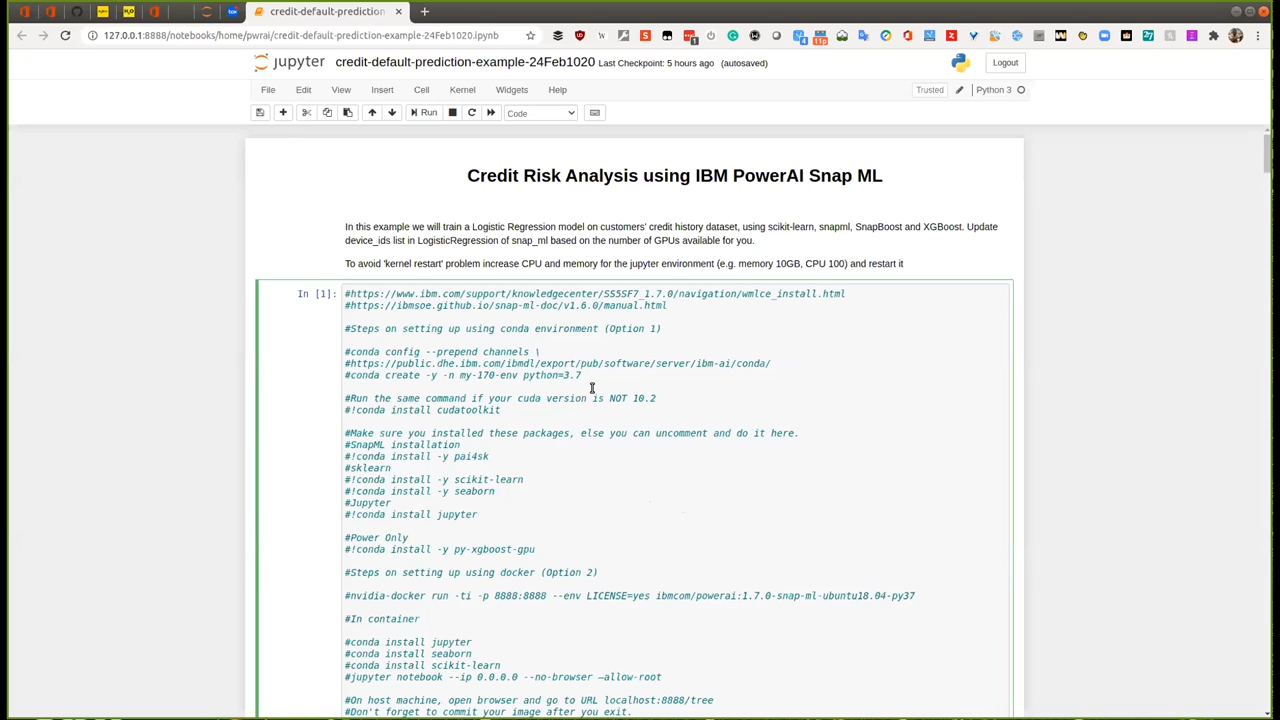 credit-default-prediction
127.0.0.1:8888/notebooks/home/pwrai/credit-default-prediction-example-24Feb1020.ipynb
jupyter credit-default-prediction-example-24Feb1020 Last Checkpoint: 5 hours ago (autosaved)
Logout
File Edit View Insert Cell Kernel Widgets Help
Trusted Python 3
Run Code
Credit Risk Analysis using IBM PowerAI Snap ML
In this example we will train a Logistic Regression model on customers' credit history dataset, using scikit-learn, snapml, SnapBoost and XGBoost. Update
device_ids list in LogisticRegression of snap_ml based on the number of GPUs available for you.
To avoid 'kernel restart' problem increase CPU and memory for the jupyter environment (e.g. memory 10GB, CPU 100) and restart it
In [1]: #https://www.ibm.com/support/knowledgecenter/SS5SF7_1.7.0/navigation/wmlce_install.html
#https://ibmsoe.github.io/snap-ml-doc/v1.6.0/manual.html
#Steps on setting up using conda environment (Option 1)
#conda config --prepend channels \
#https://public.dhe.ibm.com/ibmdl/export/pub/software/server/ibm-ai/conda/
#conda create -y -n my-170-env python=3.7
#Run the same command if your cuda version is NOT 10.2
#!conda install cudatoolkit
#Make sure you installed these packages, else you can uncomment and do it here.
#SnapML installation
#!conda install -y pai4sk
#sklearn
#!conda install -y scikit-learn
#!conda install -y seaborn
#Jupyter
#!conda install jupyter
#Power Only
#!conda install -y py-xgboost-gpu
#Steps on setting up using docker (Option 2)
#nvidia-docker run -ti -p 8888:8888 --env LICENSE=yes ibmcom/powerai:1.7.0-snap-ml-ubuntu18.04-py37
#In container
#conda install jupyter
#conda install seaborn
#conda install scikit-learn
#jupyter notebook --ip 0.0.0.0 --no-browser —allow-root
#On host machine, open browser and go to URL localhost:8888/tree
#Don't forget to commit your image after you exit.